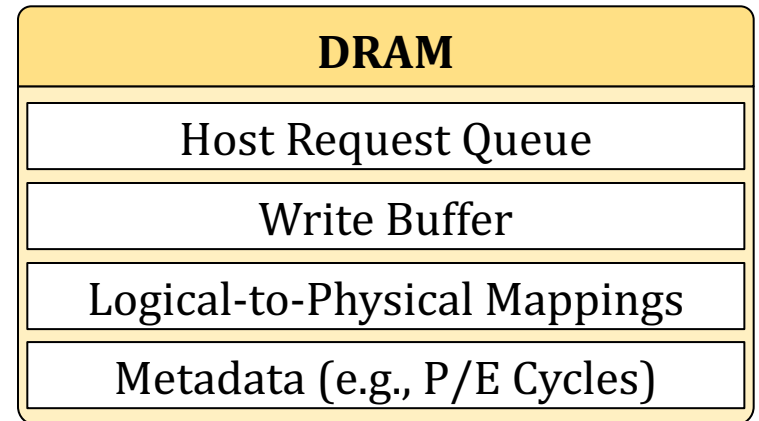 DRAM
Host Request Queue
Write Buffer
Logical-to-Physical Mappings
Metadata (e.g., P/E Cycles)